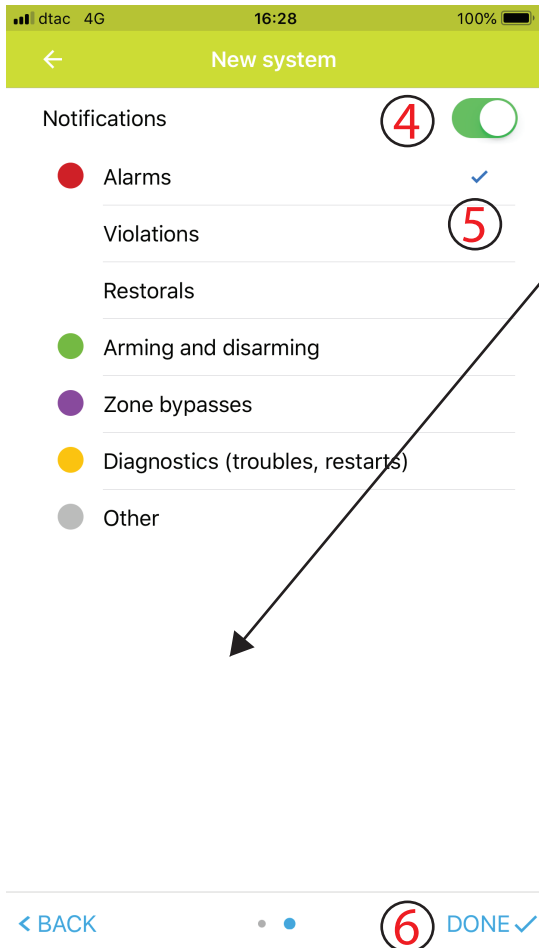 dtac 4G 16:28 100%
New system
Notifications 4
Alarms
Violations 5
Restorals
Arming and disarming
Zone bypasses
Diagnostics (troubles, restarts)
Other
< BACK 6 DONE